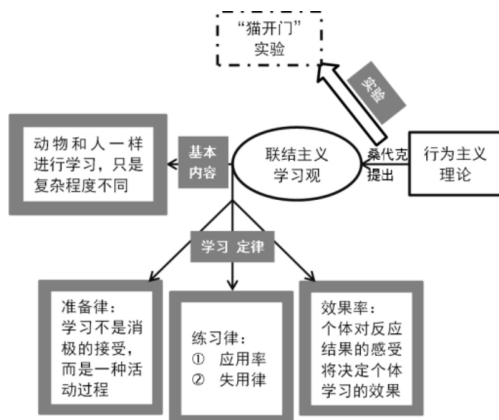 “猫开门”
实验
实验
动物和人一样
进行学习，只是
复杂程度不同
基本
内容
联结主义
学习观
桑代克
提出
行为主义
理论
学习 定律
准备律：
学习不是消
极的接受，
而是一种活
动过程
练习律：
① 应用率
② 失用律
效果率：
个体对反应
结果的感受
将决定个体
学习的效果